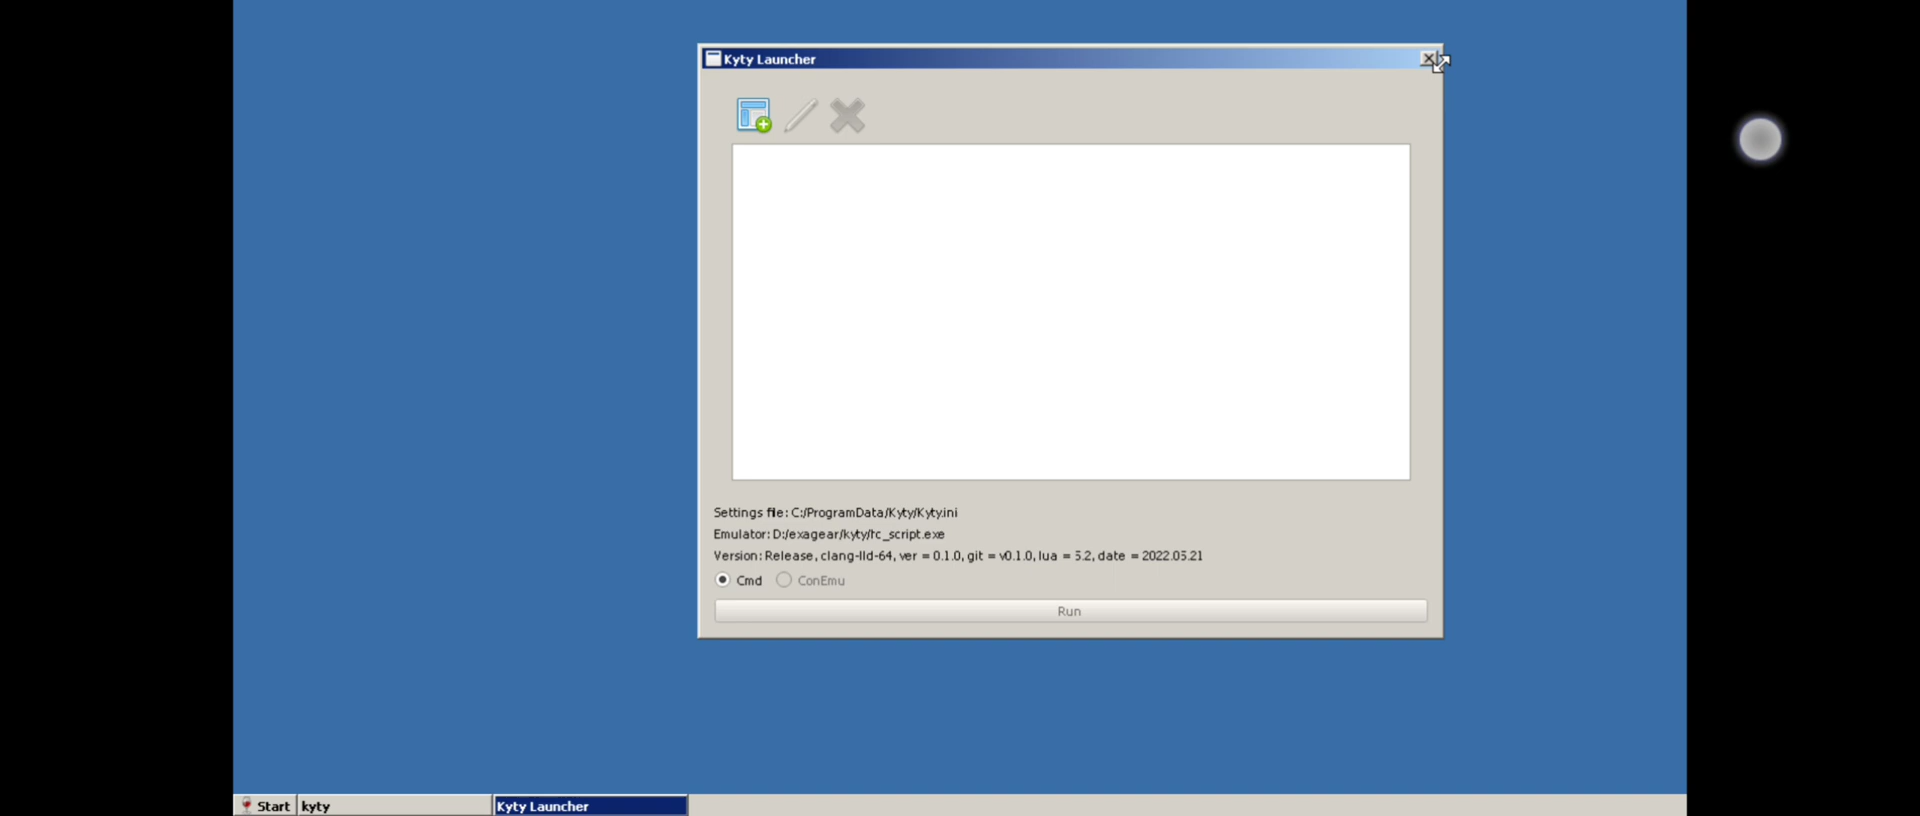 Kyty Launcher
Settings file: C:/ProgramData/Kyty/Kyty.ini
Emulator: D:/exagear/kyty/fc_script.exe
Version: Release, clang-lld-64, ver = 0.1.0, git = v0.1.0, lua = 5.2, date = 2022.05.21
Cmd ConEmu
Run
Start kyty Kyty Launcher